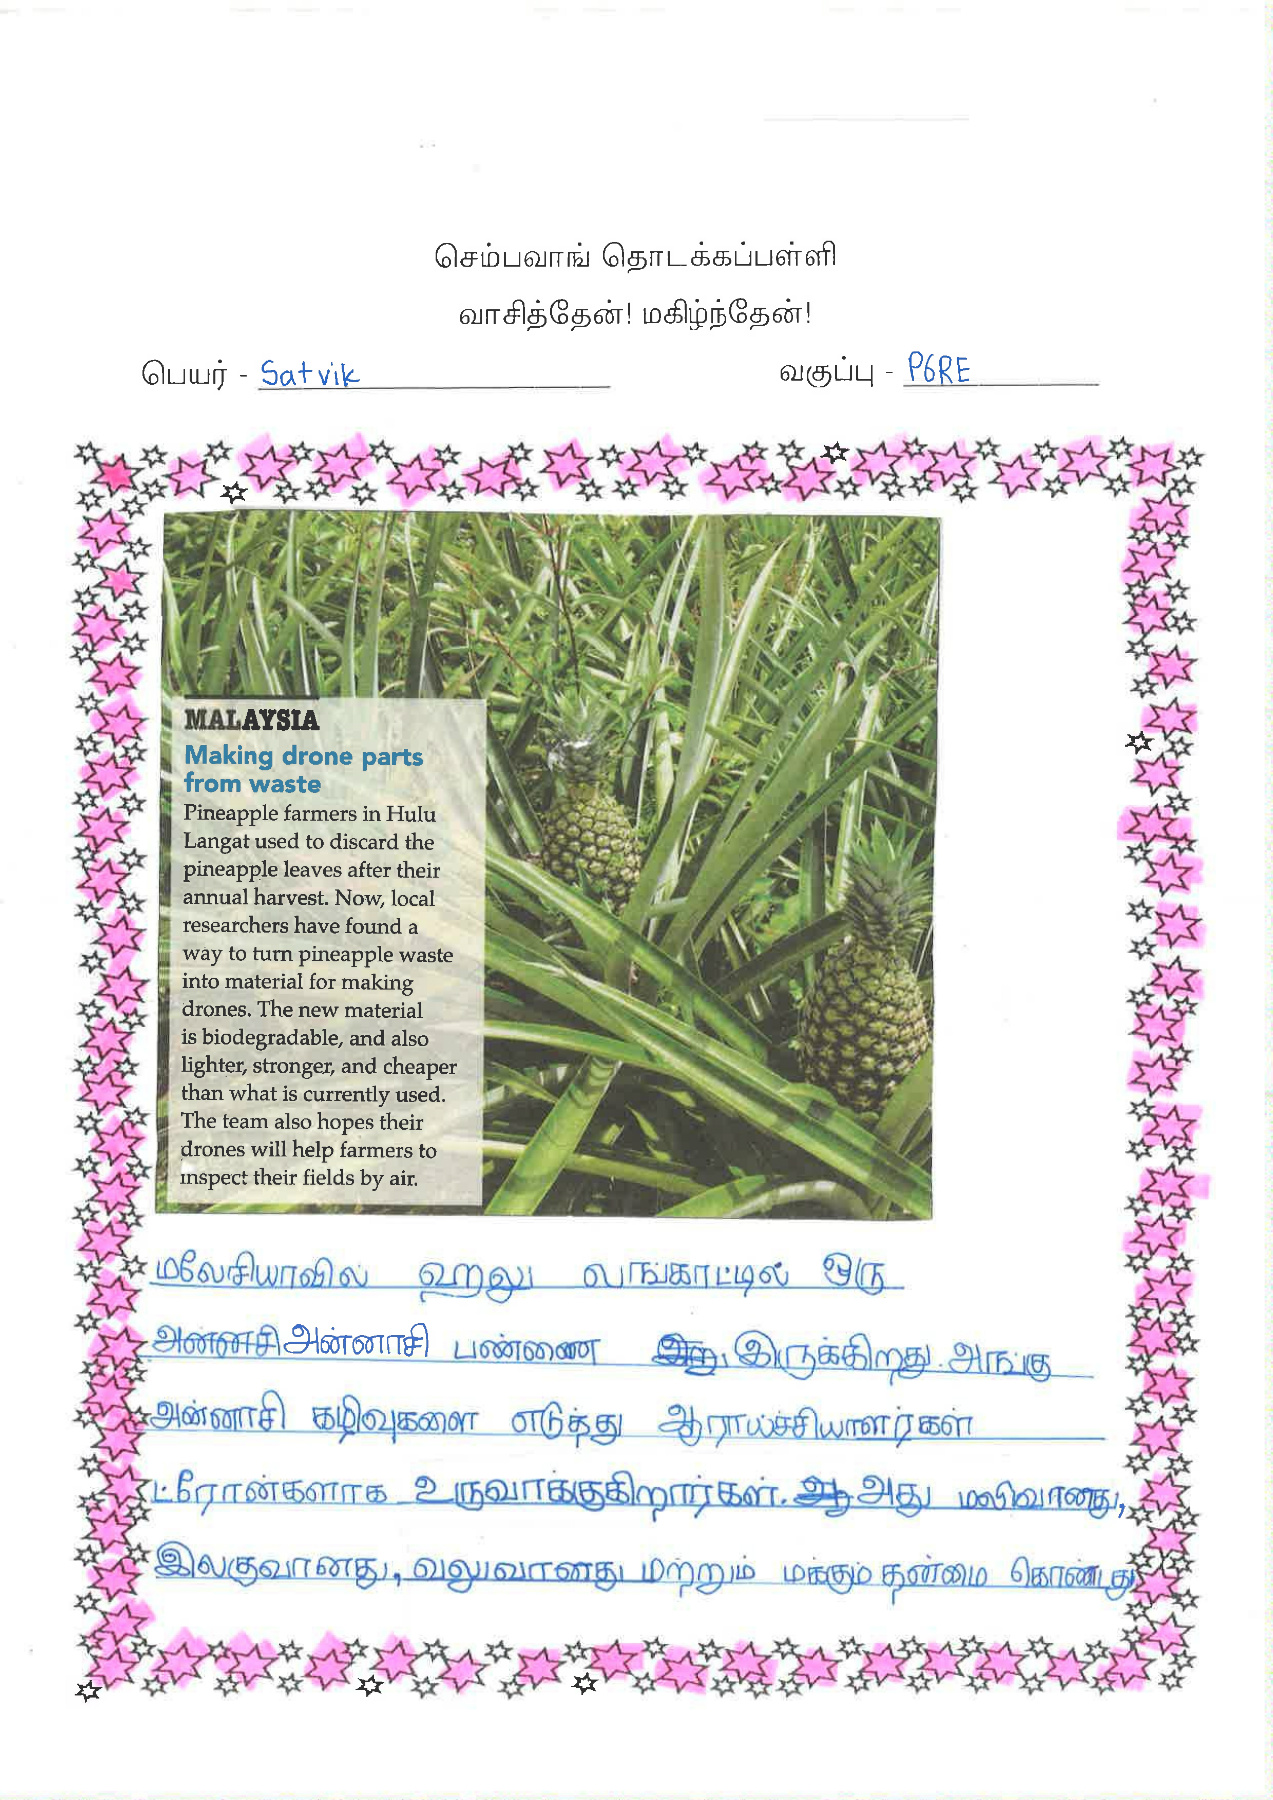 செம்பவாங் தொடக்கப்பள்ளி
வாசித்தேன்! மகிழ்ந்தேன்!
பெயர் - Satvik வகுப்பு - P6RE
MALAYSIA
Making drone parts
from waste
Pineapple farmers in Hulu
Langat used to discard the
pineapple leaves after their
annual harvest. Now, local
researchers have found a
way to turn pineapple waste
into material for making
drones. The new material
is biodegradable, and also
lighter, stronger, and cheaper
than what is currently used.
The team also hopes their
drones will help farmers to
inspect their fields by air.
மலேசியாவில் ஹுலு லாங்காட்டில் ஒரு
அன்னாசி பண்ணை இருக்கிறது. அங்கு
அன்னாசி கழிவுகளை எடுத்து ஆராய்ச்சியாளர்கள்
ட்ரோன்களாக உருவாக்குகிறார்கள். அது மலிவானது,
இலகுவானது, வலுவானது மற்றும் மக்கும் தன்மை கொண்டது